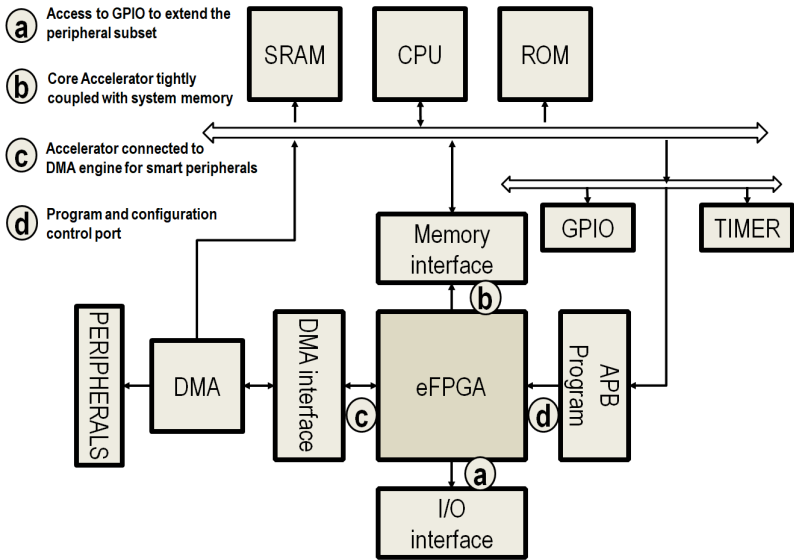 a
Access to GPIO to extend the
peripheral subset
b
Core Accelerator tightly
coupled with system memory
c
Accelerator connected to
DMA engine for smart peripherals
d
Program and configuration
control port
SRAM
CPU
ROM
GPIO
TIMER
Memory
interface
b
PERIPHERALS
DMA
DMA interface
c
eFPGA
d
APB
Program
a
I/O
interface